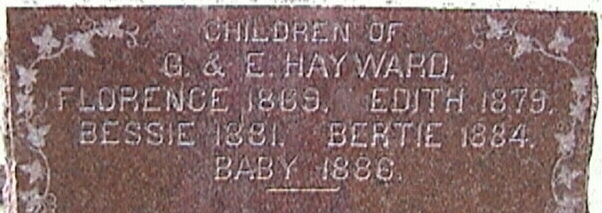 CHILDREN OF
G. & E. HAYWARD.
FLORENCE 1869. EDITH 1879.
BESSIE 1881. BERTIE 1884.
BABY 1886.